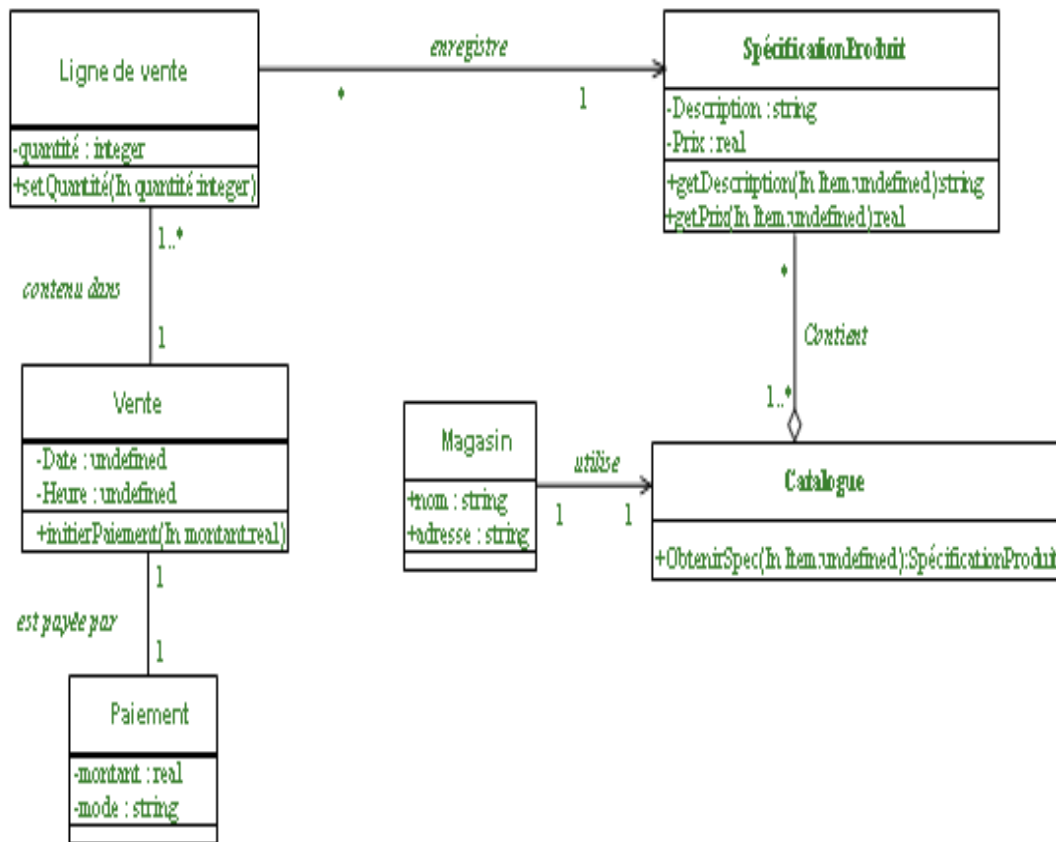 Ligne de vente
-quantité : integer
+setQuantité(In quantité integer)
enregistre
*
1
SpécificationProduit
-Description : string
-Prix : real
+getDescritption(In Item:undefined):string
+getPrix(In Item:undefined):real
1..*
contenu dans
1
*
Contient
1..*
Vente
-Date : undefined
-Heure : undefined
+initierPaiement(In montant:real)
Magasin
+nom : string
+adresse : string
utilise
1
1
Catalogue
+ObtenirSpec(In Item:undefined):SpécificationProduit
1
est payée par
1
Paiement
-montant : real
-mode : string